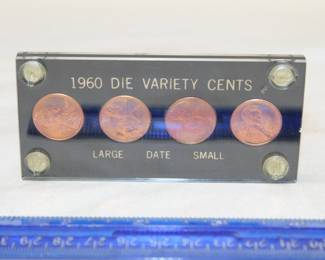 1960 DIE VARIETY CENTS
LARGE DATE SMALL